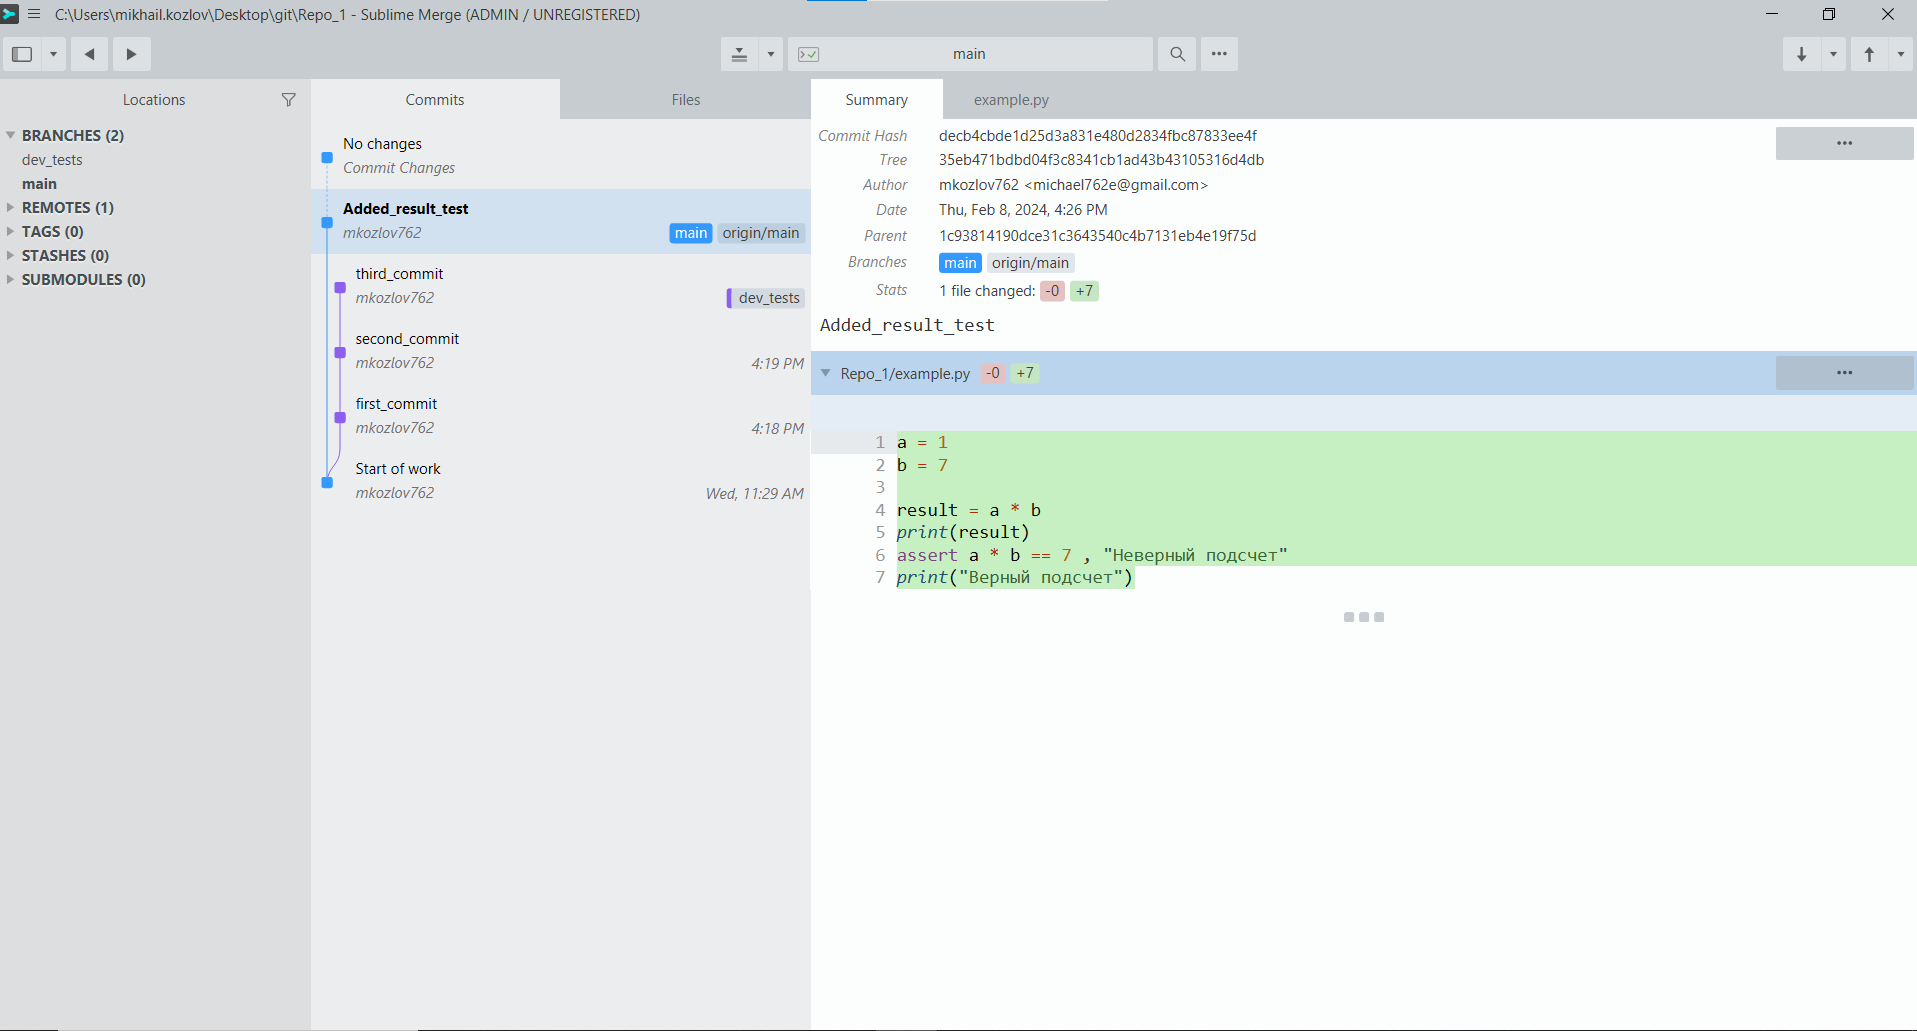 C:\Users\mikhail.kozlov\Desktop\git\Repo_1 - Sublime Merge (ADMIN / UNREGISTERED)
main
Locations
BRANCHES (2)
dev_tests
main
REMOTES (1)
TAGS (0)
STASHES (0)
SUBMODULES (0)
Commits
Files
No changes
Commit Changes
Added_result_test
mkozlov762
main origin/main
third_commit
mkozlov762
dev_tests
second_commit
mkozlov762
4:19 PM
first_commit
mkozlov762
4:18 PM
Start of work
mkozlov762
Wed, 11:29 AM
Summary
example.py
Commit Hash decb4cbde1d25d3a831e480d2834fbc87833ee4f
Tree 35eb471bdbd04f3c8341cb1ad43b43105316d4db
Author mkozlov762 <michael762e@gmail.com>
Date Thu, Feb 8, 2024, 4:26 PM
Parent 1c93814190dce31c3643540c4b7131eb4e19f75d
Branches main origin/main
Stats 1 file changed: -0 +7
Added_result_test
Repo_1/example.py -0 +7
1 a = 1
2 b = 7
3
4 result = a * b
5 print(result)
6 assert a * b == 7 , "Неверный подсчет"
7 print("Верный подсчет")